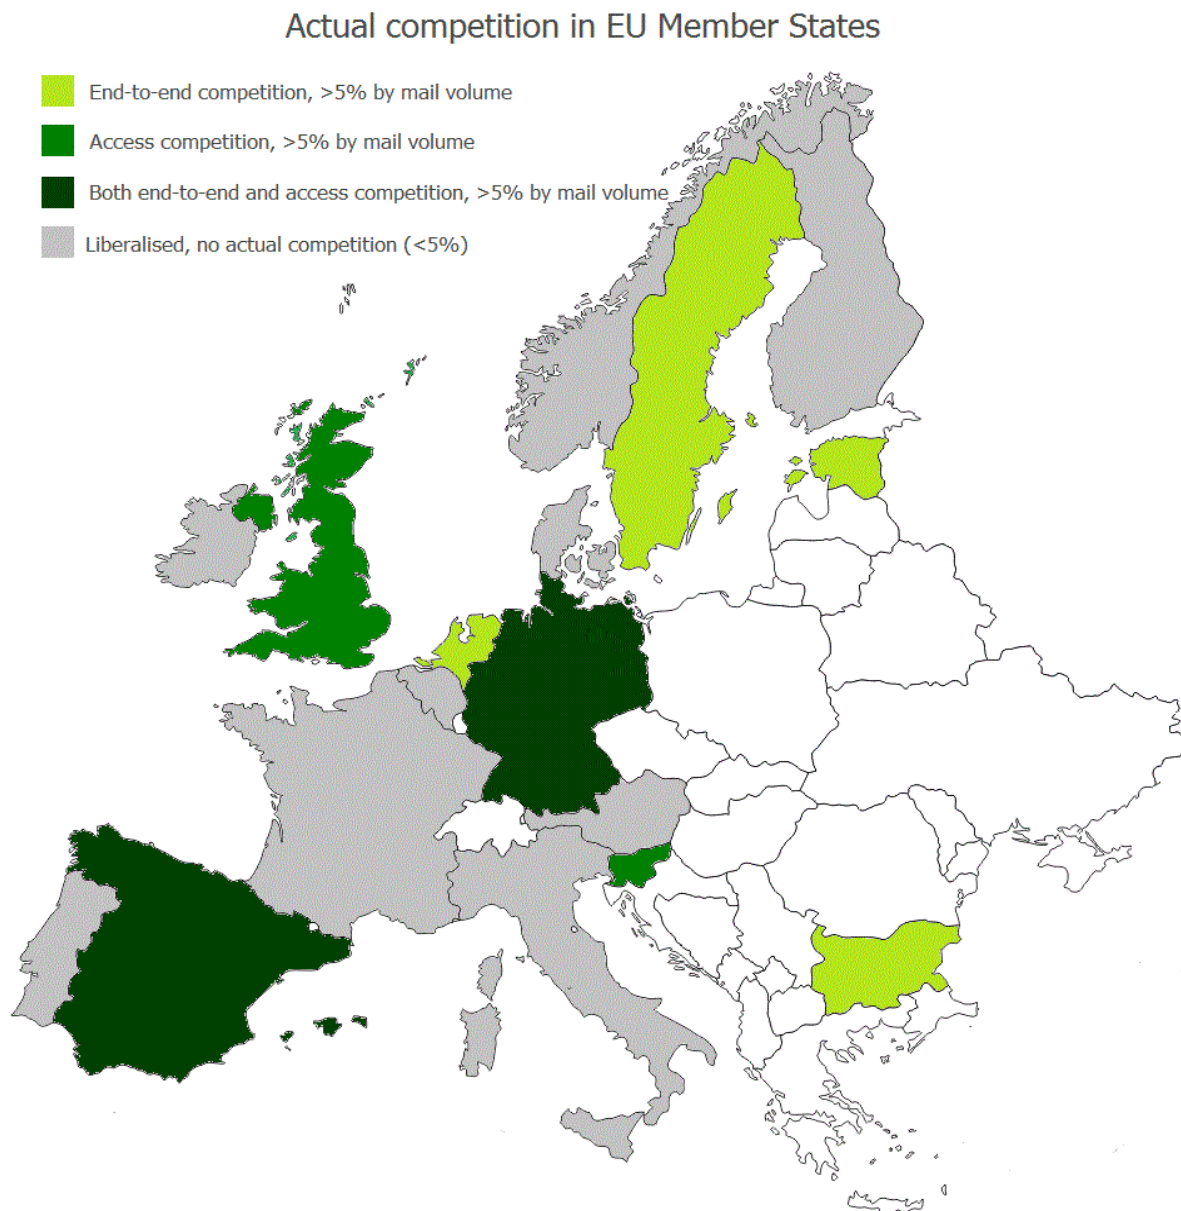 Actual competition in EU Member States
End-to-end competition, >5% by mail volume
Access competition, >5% by mail volume
Both end-to-end and access competition, >5% by mail volume
Liberalised, no actual competition (<5%)